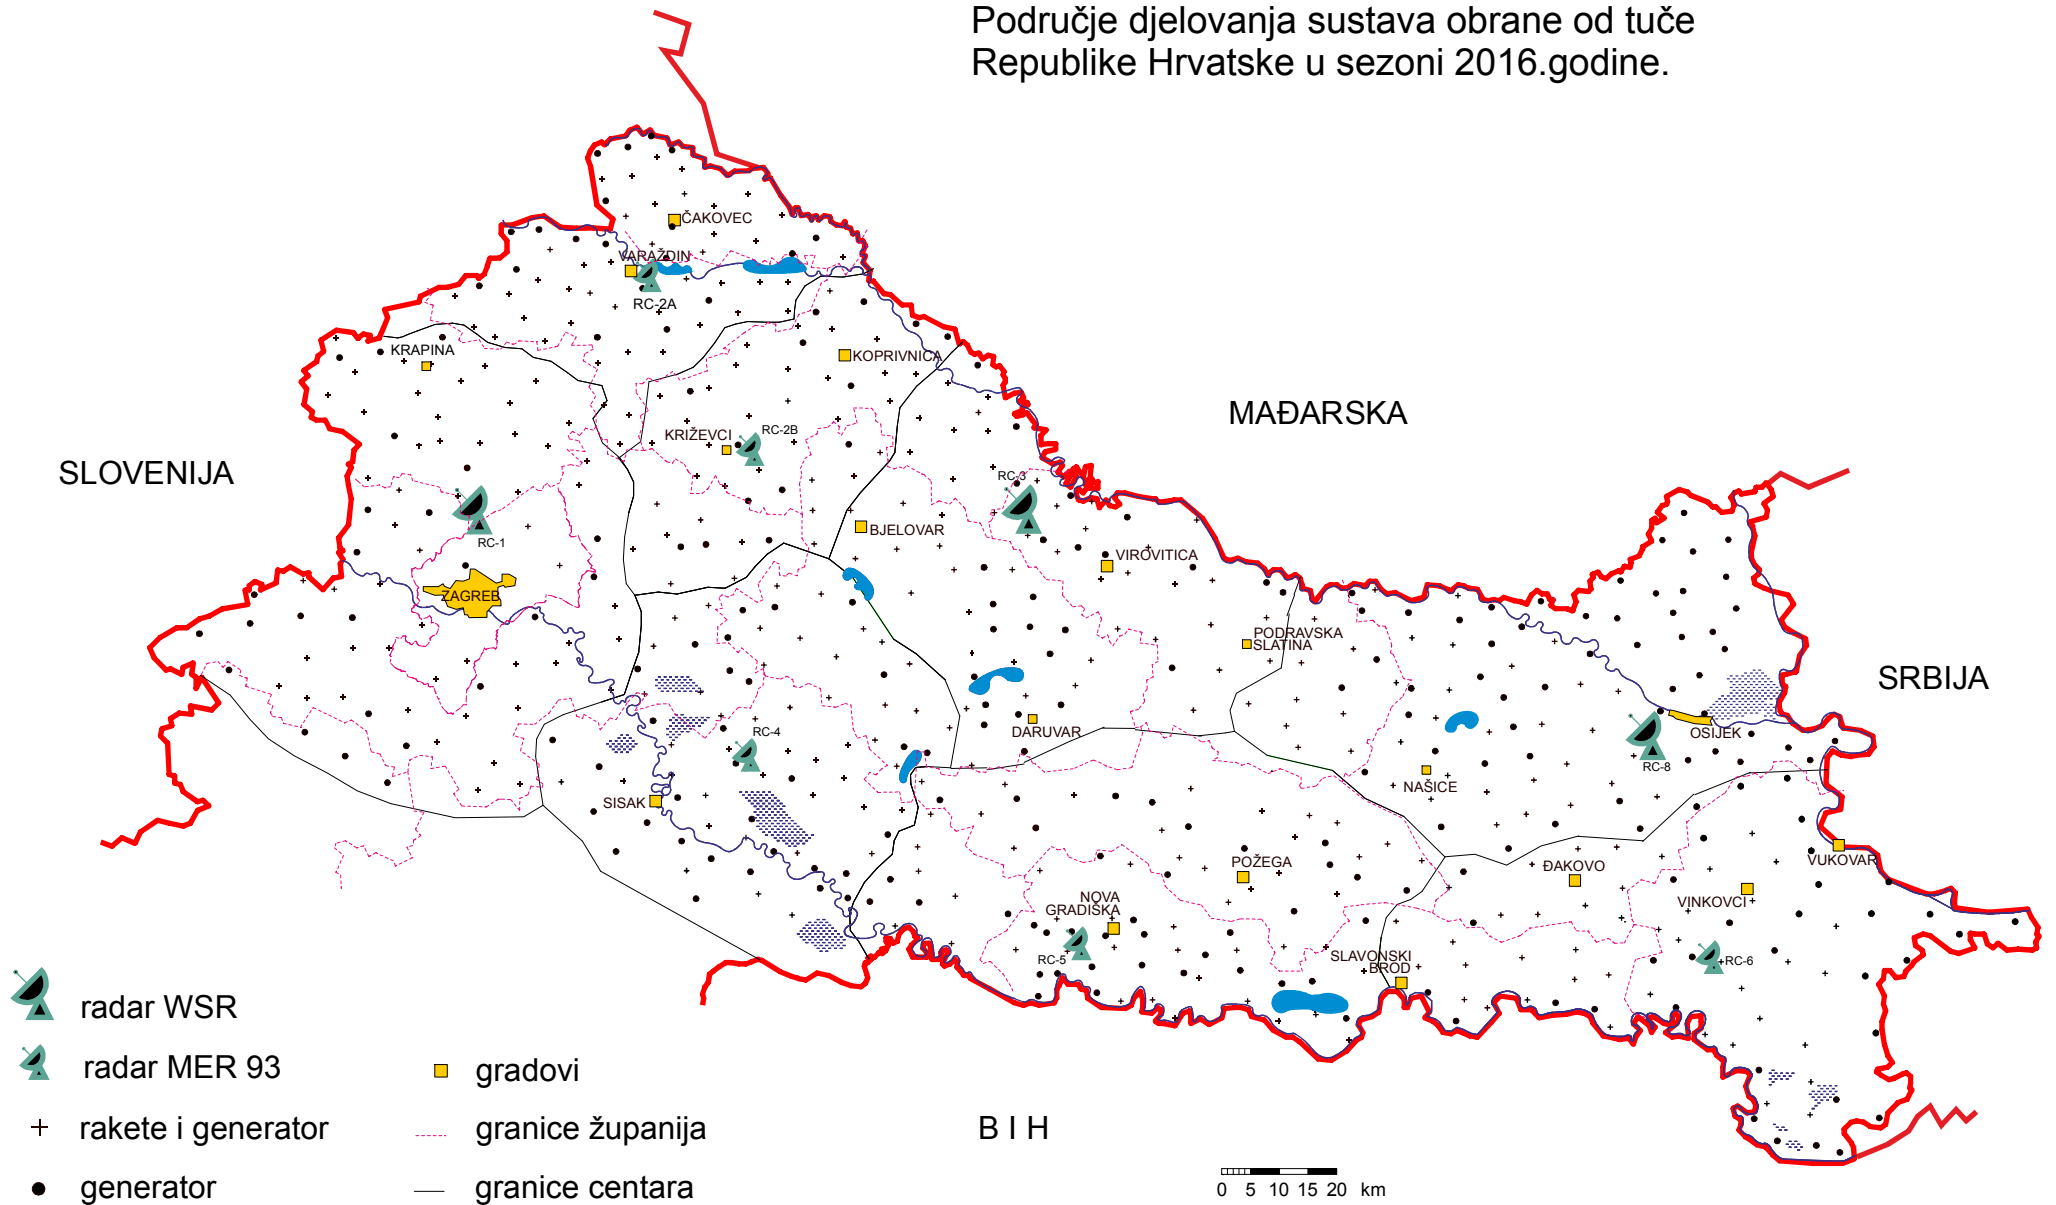 Područje djelovanja sustava obrane od tuče
Republike Hrvatske u sezoni 2016.godine.
ČAKOVEC
VARAŽDIN
RC-2A
KRAPINA
KOPRIVNICA
MAĐARSKA
KRIŽEVCI
RC-2B
SLOVENIJA
RC-3
BJELOVAR
RC-1
VIROVITICA
ZAGREB
PODRAVSKA
SLATINA
SRBIJA
RC-4
DARUVAR
OSIJEK
RC-8
NAŠICE
SISAK
POŽEGA
ĐAKOVO
VUKOVAR
NOVA
GRADIŠKA
VINKOVCI
RC-5
SLAVONSKI
BROD
RC-6
radar WSR
radar MER 93
gradovi
rakete i generator
granice županija
B I H
generator
granice centara
0 5 10 15 20 km